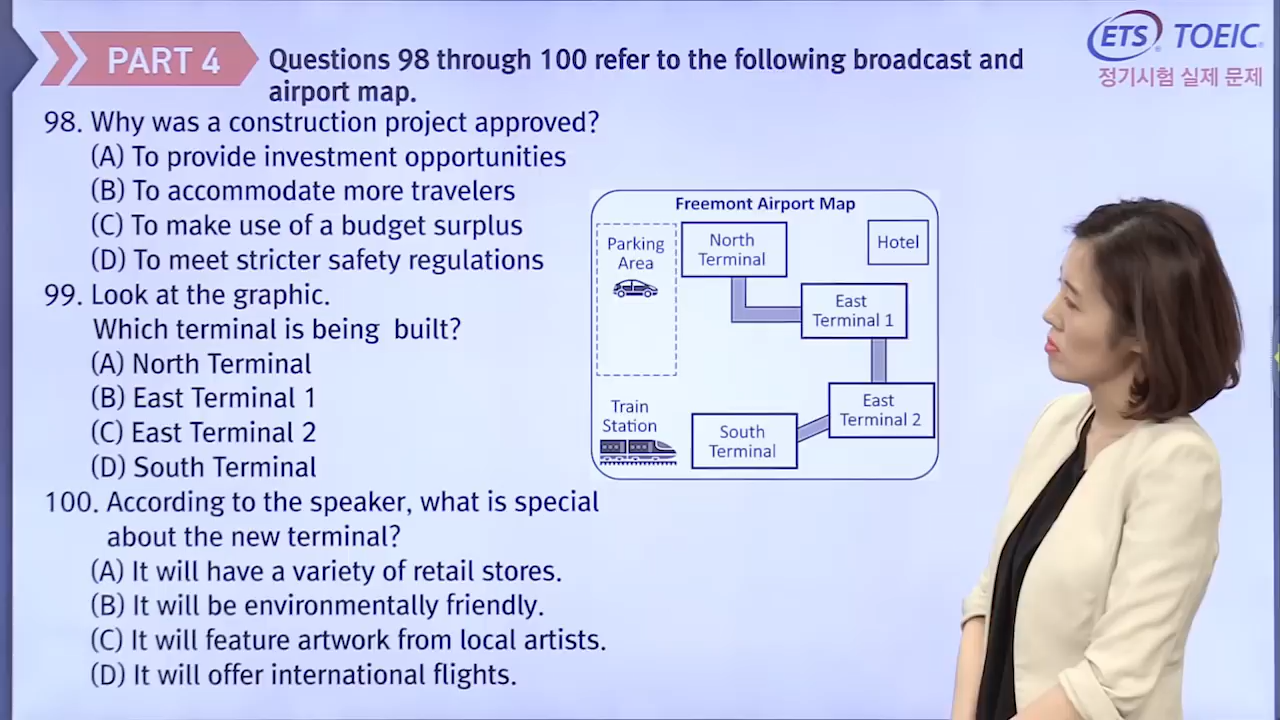 PART 4
Questions 98 through 100 refer to the following broadcast and
airport map.
ETS TOEIC
정기시험 실제 문제
98. Why was a construction project approved?
(A) To provide investment opportunities
(B) To accommodate more travelers
(C) To make use of a budget surplus
(D) To meet stricter safety regulations
99. Look at the graphic.
Which terminal is being built?
(A) North Terminal
(B) East Terminal 1
(C) East Terminal 2
(D) South Terminal
100. According to the speaker, what is special
about the new terminal?
(A) It will have a variety of retail stores.
(B) It will be environmentally friendly.
(C) It will feature artwork from local artists.
(D) It will offer international flights.
Freemont Airport Map
Parking
Area
North
Terminal
Hotel
East
Terminal 1
East
Terminal 2
Train
Station
South
Terminal